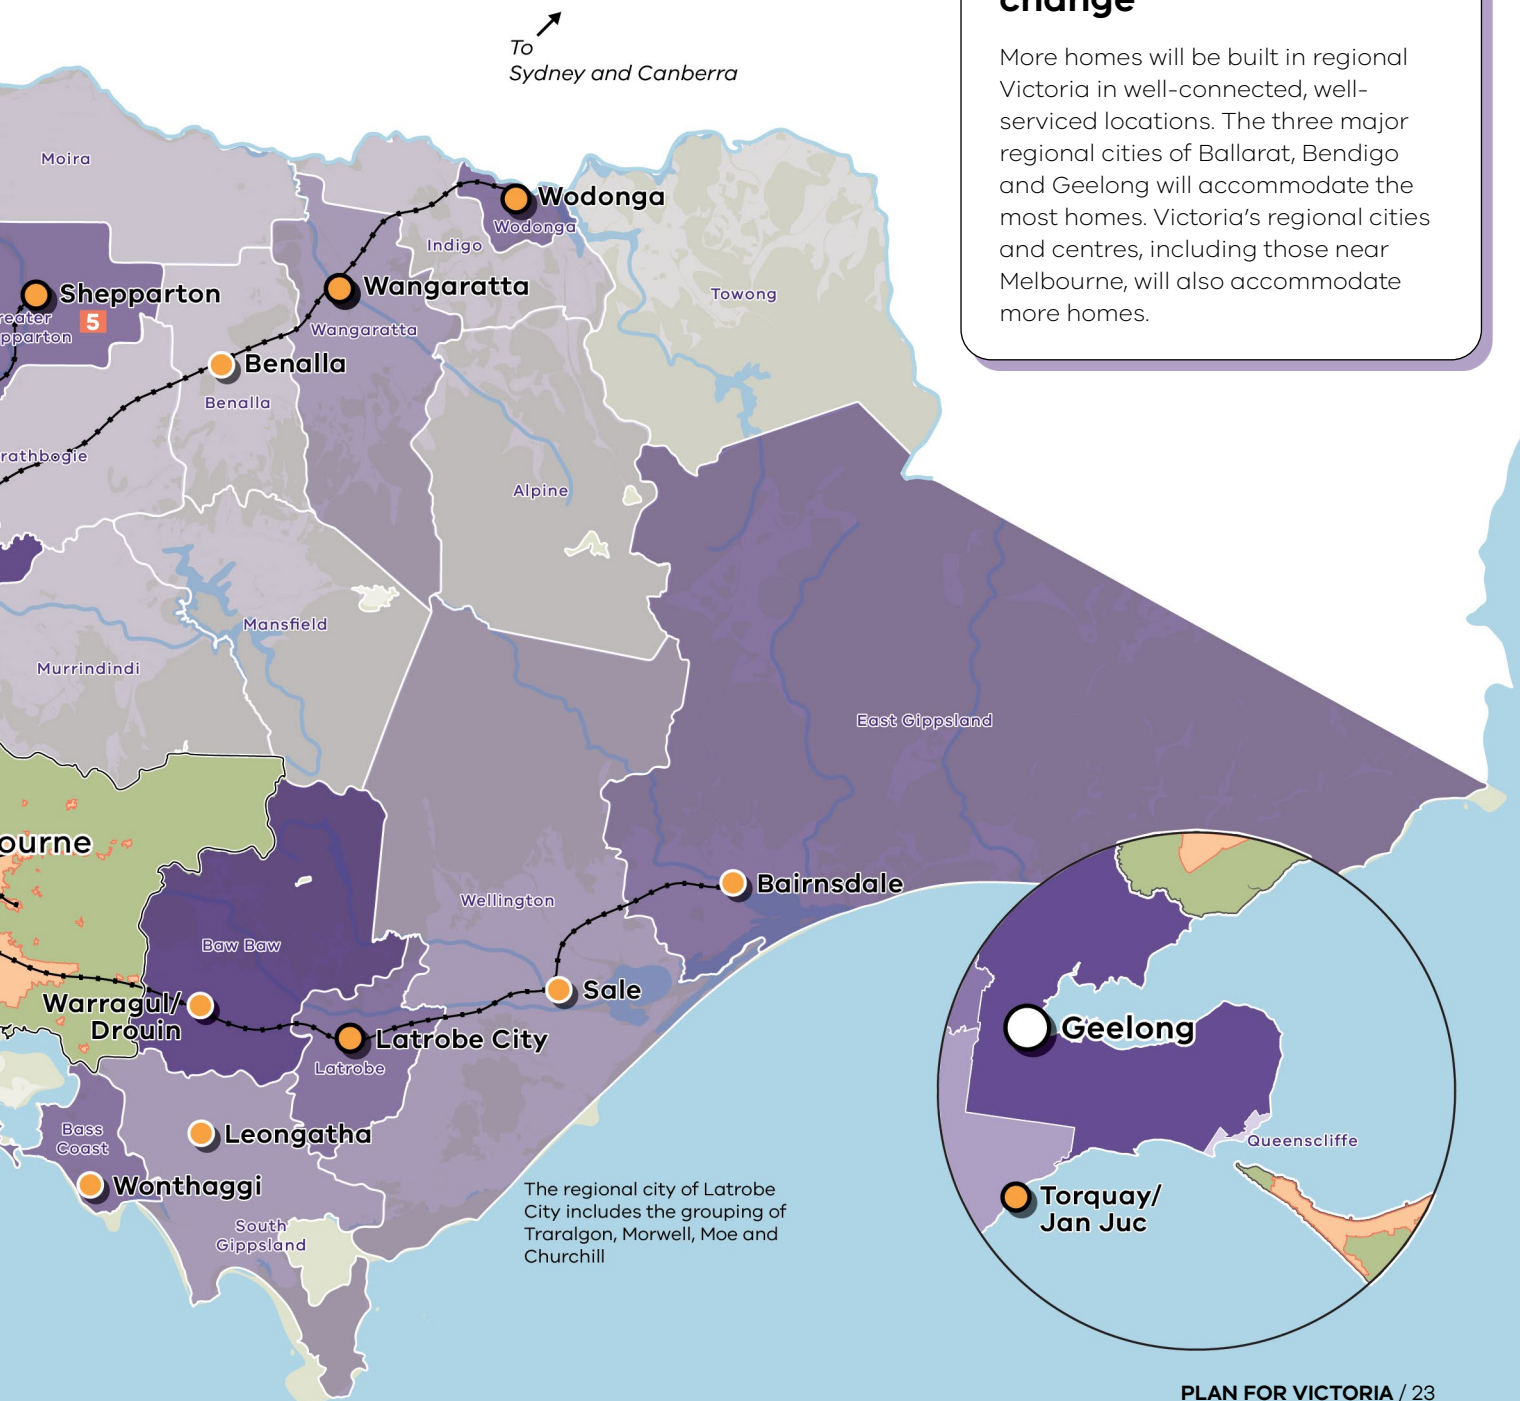 change
More homes will be built in regional
Victoria in well-connected, well-
serviced locations. The three major
regional cities of Ballarat, Bendigo
and Geelong will accommodate the
most homes. Victoria's regional cities
and centres, including those near
Melbourne, will also accommodate
more homes.
To
Sydney and Canberra
Moira
Wodonga
Wodonga
Indigo
Shepparton
5
reater
pparton
Wangaratta
Wangaratta
Towong
Benalla
Benalla
rathbogie
Alpine
Mansfield
Murrindindi
East Gippsland
ourne
Bairnsdale
Wellington
Baw Baw
Sale
Warragul/
Drouin
Latrobe City
Latrobe
Geelong
Bass
Coast
Leongatha
Queenscliffe
Wonthaggi
Torquay/
Jan Juc
South
Gippsland
The regional city of Latrobe
City includes the grouping of
Traralgon, Morwell, Moe and
Churchill
PLAN FOR VICTORIA / 23